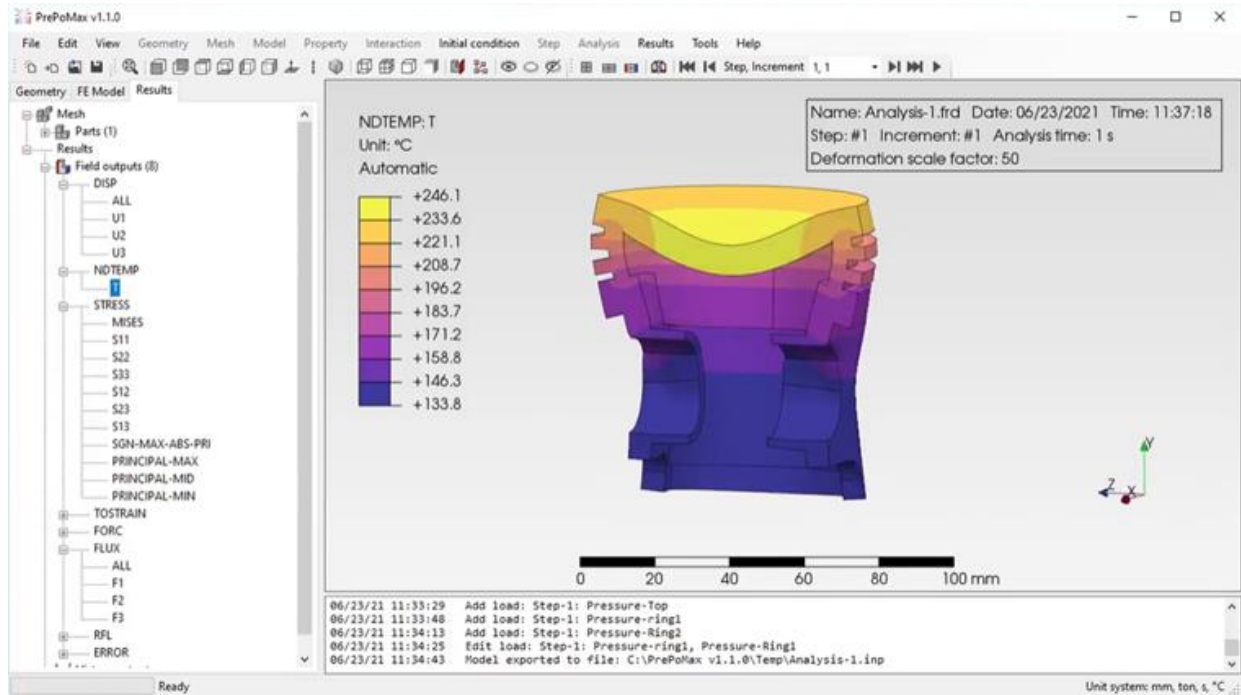 PrePoMax v1.1.0
File Edit View Geometry Mesh Model Property Interaction Initial condition Step Analysis Results Tools Help
Step, Increment 1, 1
Geometry FE Model Results
Mesh
Parts (1)
Results
Field outputs (8)
DISP
ALL
U1
U2
U3
NDTEMP
T
STRESS
MISES
S11
S22
S33
S12
S23
S13
SGN-MAX-ABS-PRI
PRINCIPAL-MAX
PRINCIPAL-MID
PRINCIPAL-MIN
TOSTRAIN
FORC
FLUX
ALL
F1
F2
F3
RFL
ERROR
NDTEMP: T
Unit: °C
Automatic
+246.1
+233.6
+221.1
+208.7
+196.2
+183.7
+171.2
+158.8
+146.3
+133.8
Name: Analysis-1.frd Date: 06/23/2021 Time: 11:37:18
Step: #1 Increment: #1 Analysis time: 1 s
Deformation scale factor: 50
Y
Z X
0 20 40 60 80 100 mm
06/23/21 11:33:29 Add load: Step-1: Pressure-Top
06/23/21 11:33:48 Add load: Step-1: Pressure-ring1
06/23/21 11:34:13 Add load: Step-1: Pressure-Ring2
06/23/21 11:34:25 Edit load: Step-1: Pressure-ring1, Pressure-Ring1
06/23/21 11:34:43 Model exported to file: C:\PrePoMax v1.1.0\Temp\Analysis-1.inp
Ready
Unit system: mm, ton, s, °C